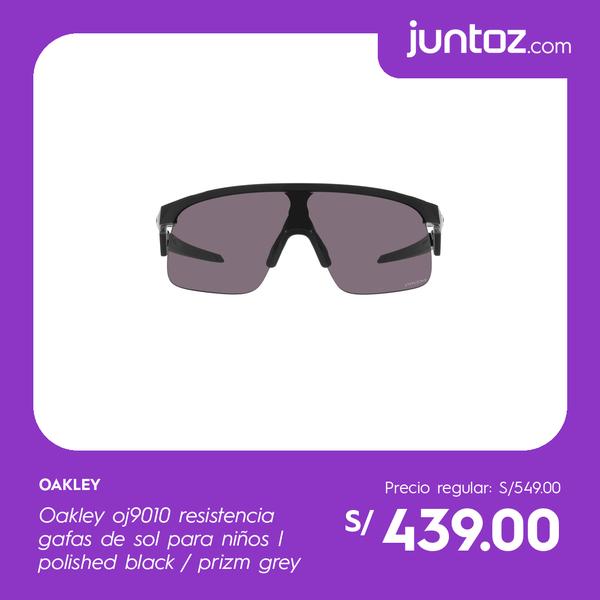 juntoz.com
OAKLEY
Oakley oj9010 resistencia
gafas de sol para niños |
polished black / prizm grey
Precio regular: S/549.00
S/ 439.00